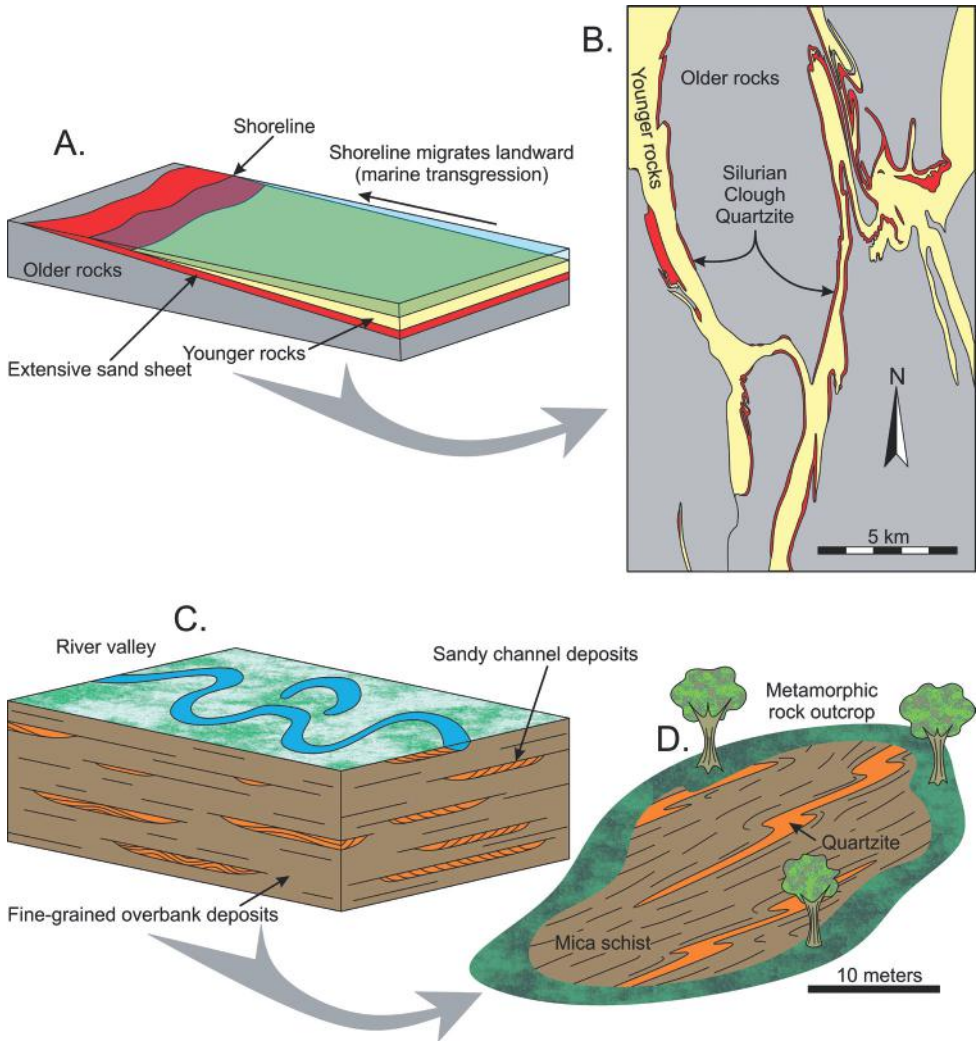 A.
Shoreline
Shoreline migrates landward
(marine transgression)
Older rocks
Younger rocks
Extensive sand sheet
B.
Older rocks
Younger rocks
Silurian
Clough
Quartzite
N
5 km
C.
River valley
Sandy channel deposits
Fine-grained overbank deposits
Metamorphic
rock outcrop
D.
Quartzite
Mica schist
10 meters